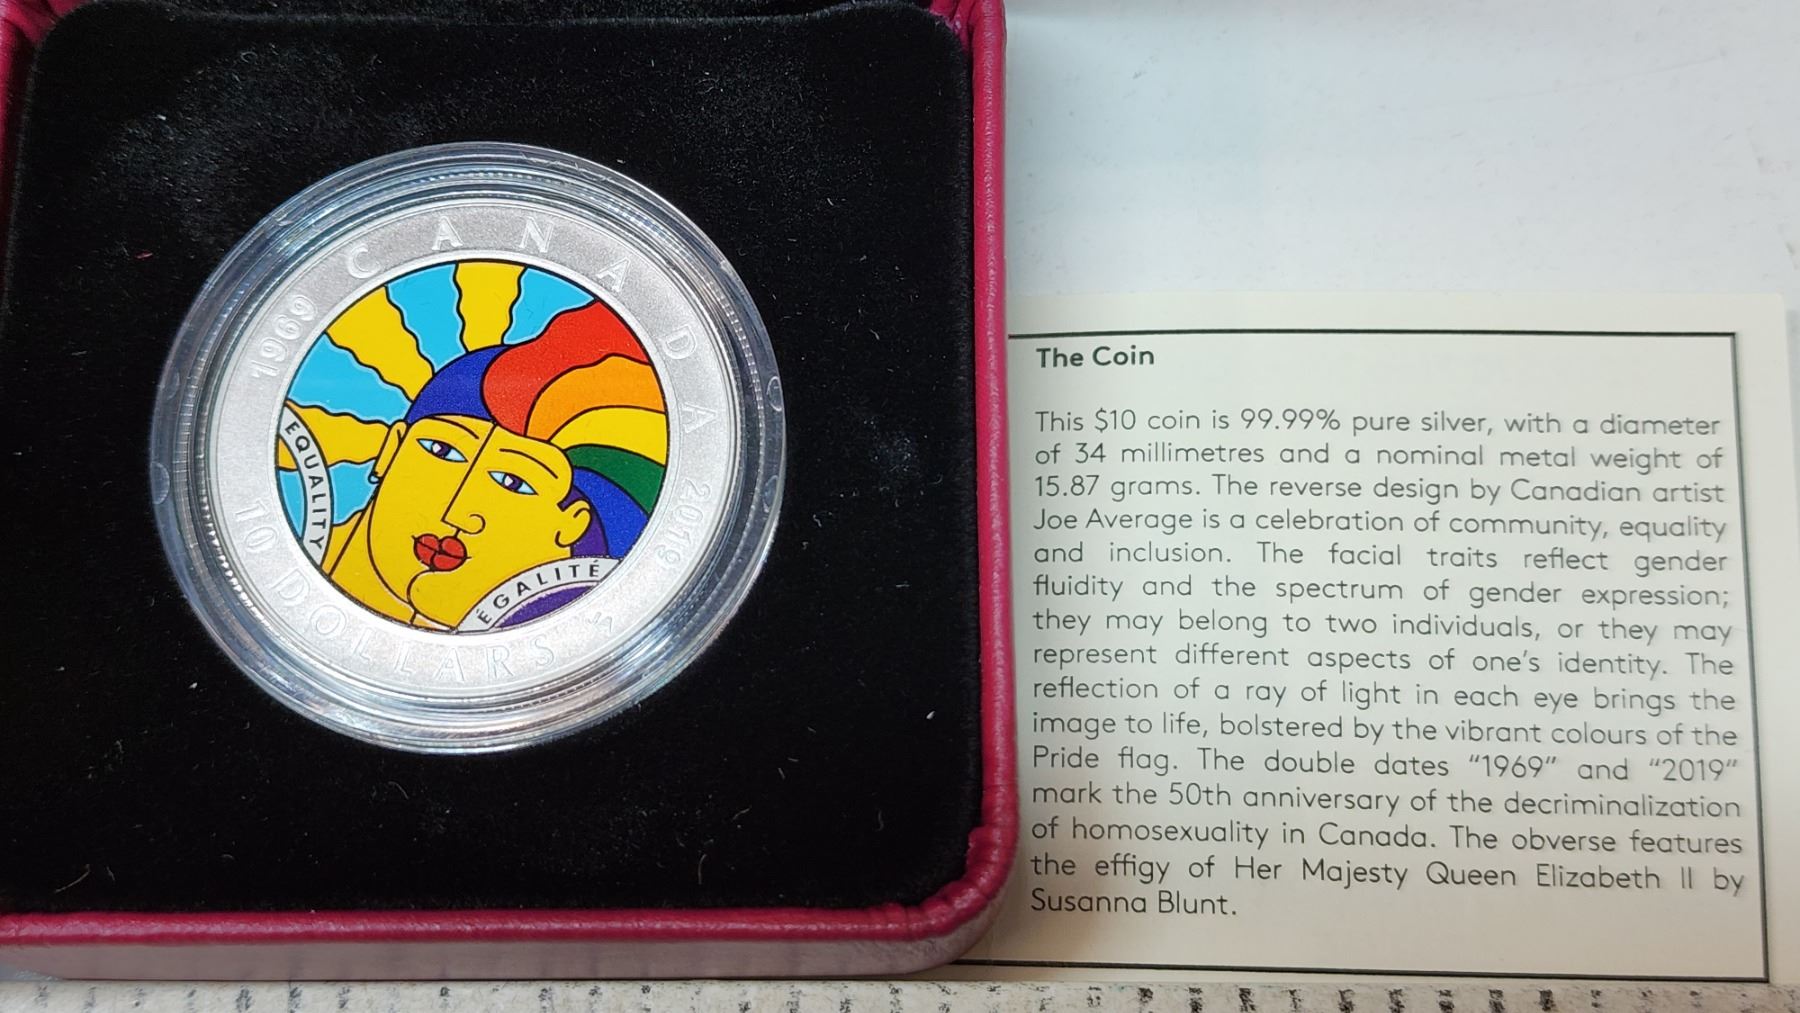 CANADA
1969
2019
EQUALITY
ÉGALITÉ
JA
10 DOLLARS
The Coin
This $10 coin is 99.99% pure silver, with a diameter
of 34 millimetres and a nominal metal weight of
15.87 grams. The reverse design by Canadian artist
Joe Average is a celebration of community, equality
and inclusion. The facial traits reflect gender
fluidity and the spectrum of gender expression;
they may belong to two individuals, or they may
represent different aspects of one's identity. The
reflection of a ray of light in each eye brings the
image to life, bolstered by the vibrant colours of the
Pride flag. The double dates "1969" and "2019"
mark the 50th anniversary of the decriminalization
of homosexuality in Canada. The obverse features
the effigy of Her Majesty Queen Elizabeth II by
Susanna Blunt.